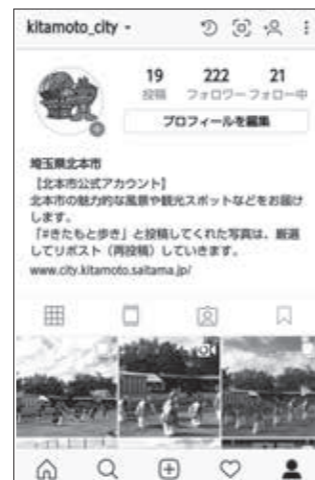 kitamoto_city
19 222 21
投稿 フォロワー フォロー中
プロフィールを編集
埼玉県北本市
【北本市公式アカウント】
北本市の魅力的な風景や観光スポットなどをお届け
します。
「#きたもと歩き」と投稿してくれた写真は、厳選
してリポスト（再投稿）していきます。
www.city.kitamoto.saitama.jp/